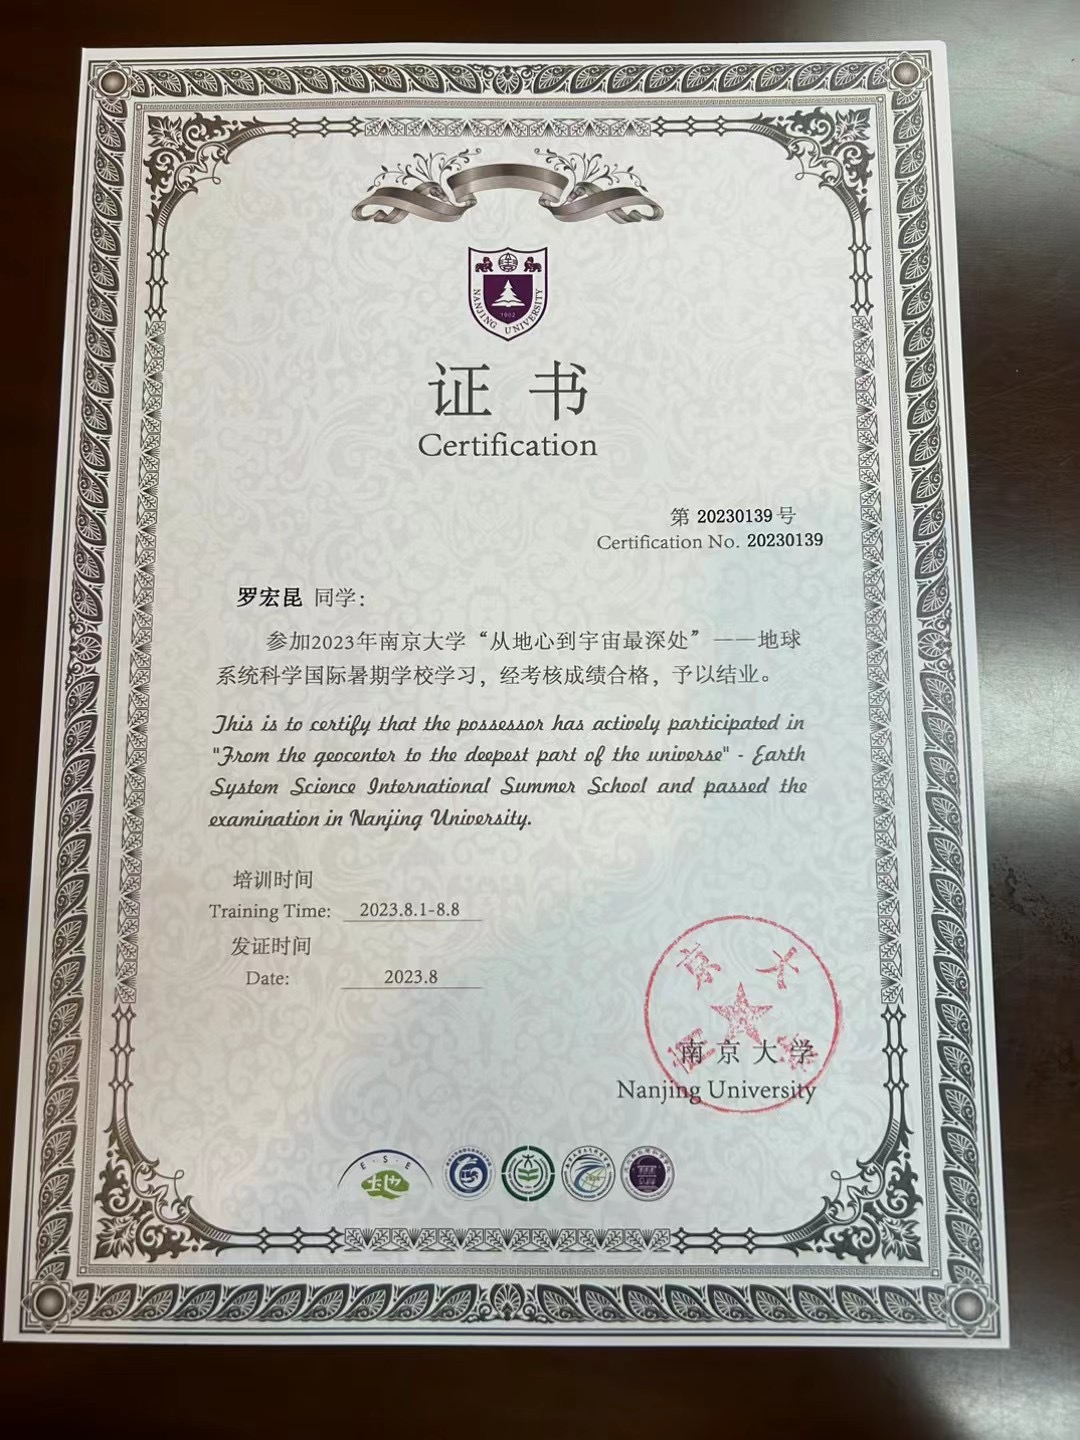 NANJING UNIVERSITY
1902
证书
Certification
第 20230139 号
Certification No. 20230139
罗宏昆 同学：
参加2023年南京大学“从地心到宇宙最深处”——地球
系统科学国际暑期学校学习，经考核成绩合格，予以结业。
This is to certify that the possessor has actively participated in
"From the geocenter to the deepest part of the universe" - Earth
System Science International Summer School and passed the
examination in Nanjing University.
培训时间
Training Time: 2023.8.1-8.8
发证时间
Date: 2023.8
京大
南京大学
Nanjing University
E·S·E
地